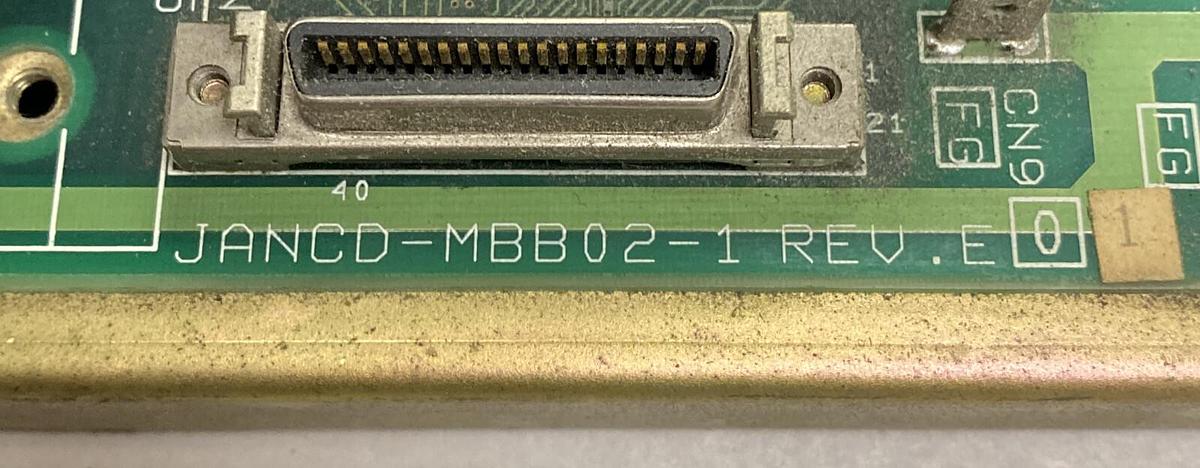 1
21
FG
CN9
FG
40
JANCD-MBB02-1 REV.E 0 1